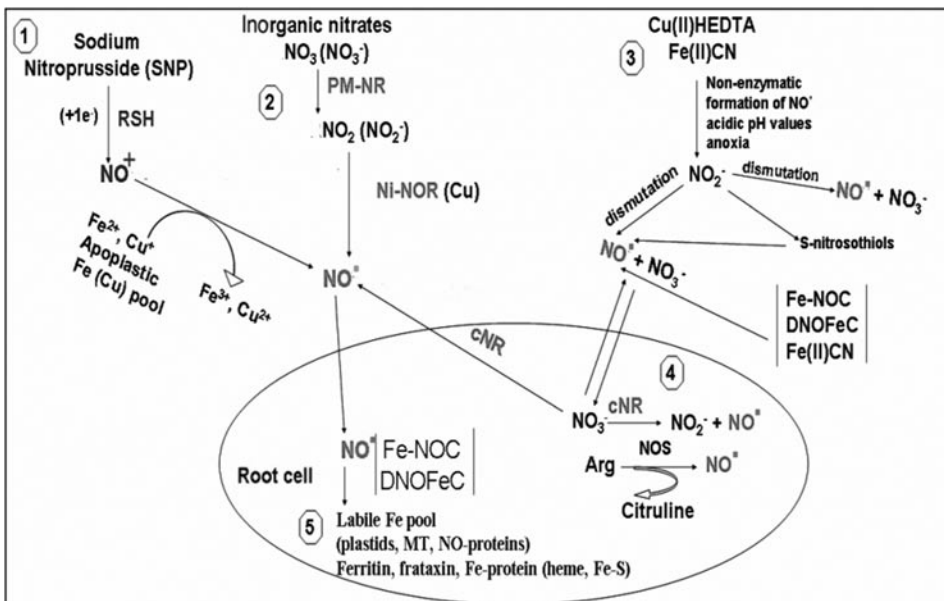 1
Sodium
Nitroprusside (SNP)
(+1e-)
RSH
NO+
Fe2+, Cu+
Apoplastic
Fe (Cu) pool
Fe3+, Cu2+
Inorganic nitrates
NO3 (NO3-)
PM-NR
2
NO2 (NO2-)
Ni-NOR (Cu)
NO•
cNR
Cu(II)HEDTA
Fe(II)CN
3
Non-enzymatic
formation of NO•
acidic pH values
anoxia
NO2-
dismutation
NO• + NO3-
dismutation
S-nitrosothiols
NO• + NO3-
Fe-NOC
DNOFeC
Fe(II)CN
4
NO3-
cNR
NO2- + NO•
Arg
NOS
NO•
Citruline
Root cell
NO•
Fe-NOC
DNOFeC
5
Labile Fe pool
(plastids, MT, NO-proteins)
Ferritin, frataxin, Fe-protein (heme, Fe-S)